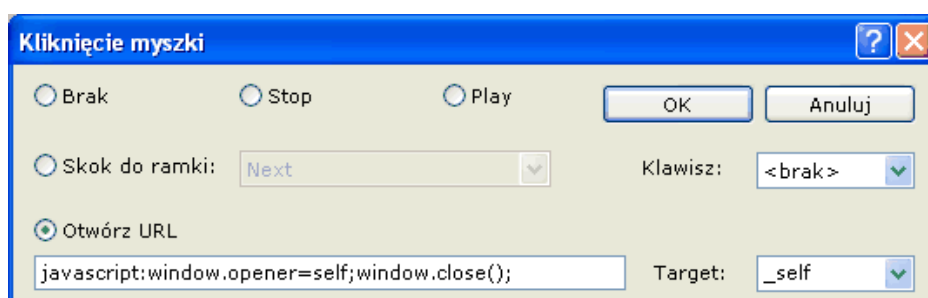 Kliknięcie myszki
Brak Stop Play OK Anuluj
Skok do ramki: Next Klawisz: <brak>
Otwórz URL
javascript:window.opener=self;window.close(); Target: _self